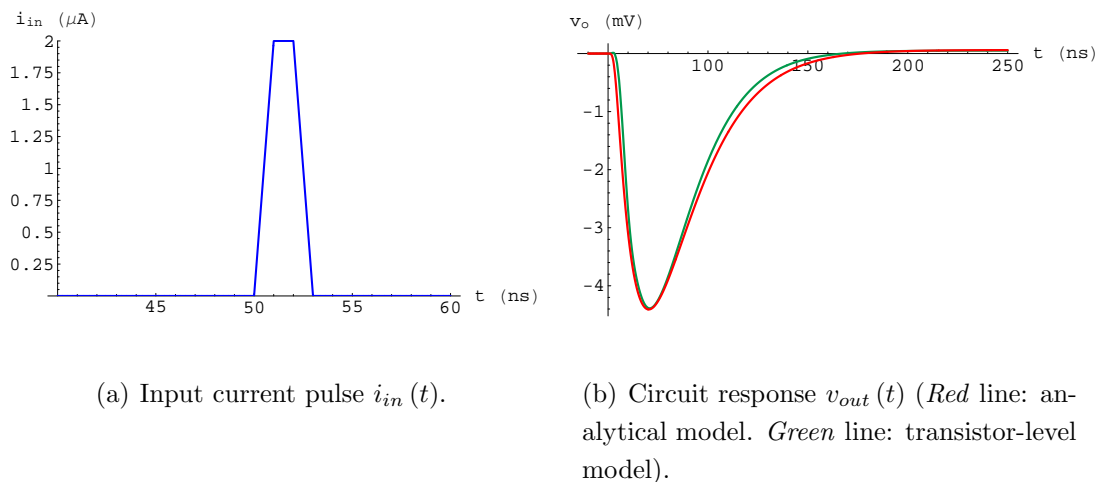 i_in (μA)
2
1.75
1.5
1.25
1
0.75
0.5
0.25
45 50 55 60
t (ns)
v_o (mV)
100 150 200 250
t (ns)
-1
-2
-3
-4
(a) Input current pulse i_in (t).
(b) Circuit response v_out (t) (Red line: an-
alytical model. Green line: transistor-level
model).